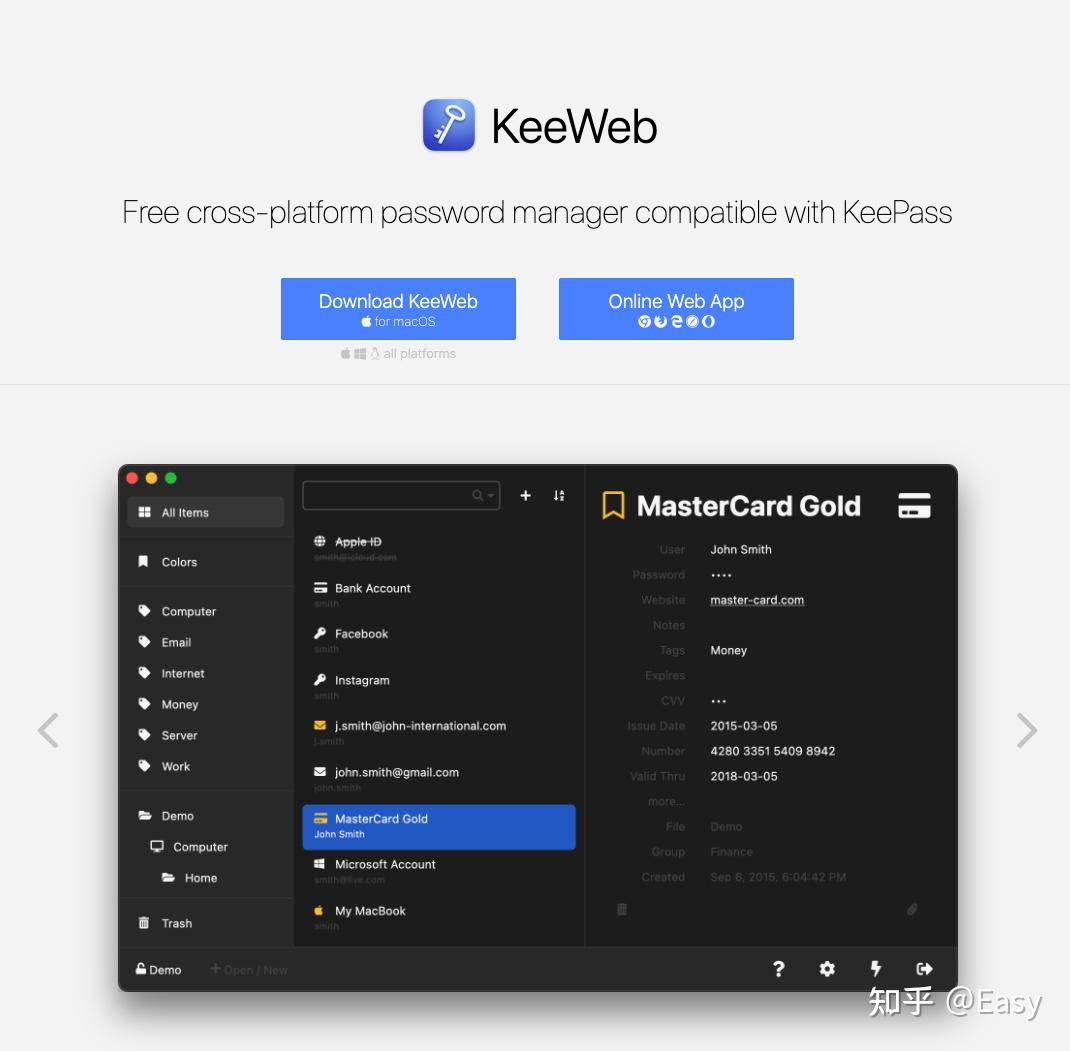 KeeWeb
Free cross-platform password manager compatible with KeePass
Download KeeWeb
for macOS
all platforms
Online Web App
All Items
Colors
Computer
Email
Internet
Money
Server
Work
Demo
Computer
Home
Trash
Apple ID
smith@icloud.com
Bank Account
smith
Facebook
smith
Instagram
smith
j.smith@john-international.com
j.smith
john.smith@gmail.com
john.smith
MasterCard Gold
John Smith
Microsoft Account
smith@live.com
My MacBook
smith
MasterCard Gold
User John Smith
Password ••••
Website master-card.com
Notes
Tags Money
Expires
CVV •••
Issue Date 2015-03-05
Number 4280 3351 5409 8942
Valid Thru 2018-03-05
more...
File Demo
Group Finance
Created Sep 6, 2015, 6:04:42 PM
Demo
+ Open / New
知乎 @Easy